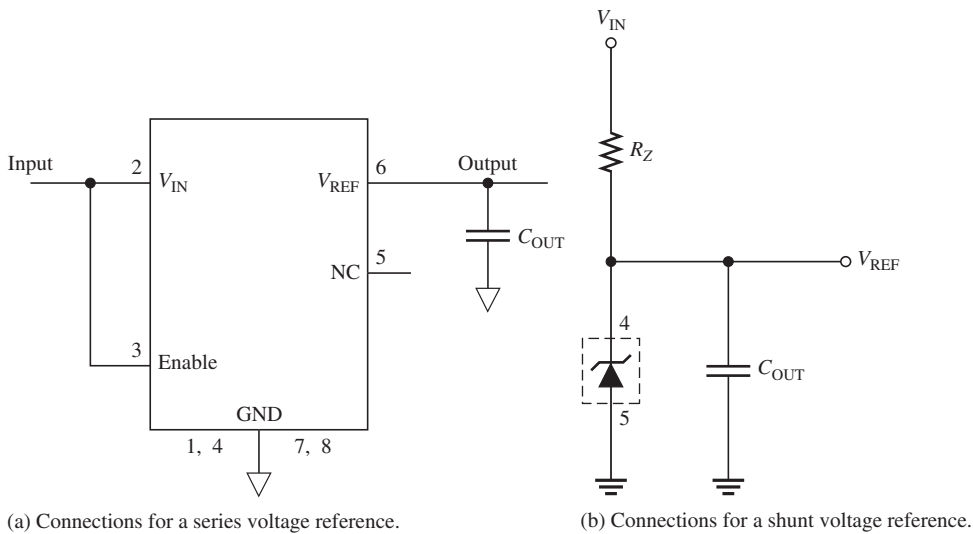 Input
2
V_IN
3
Enable
GND
1, 4
7, 8
V_REF
6
Output
C_OUT
NC
5
(a) Connections for a series voltage reference.
V_IN
R_Z
V_REF
4
5
C_OUT
(b) Connections for a shunt voltage reference.